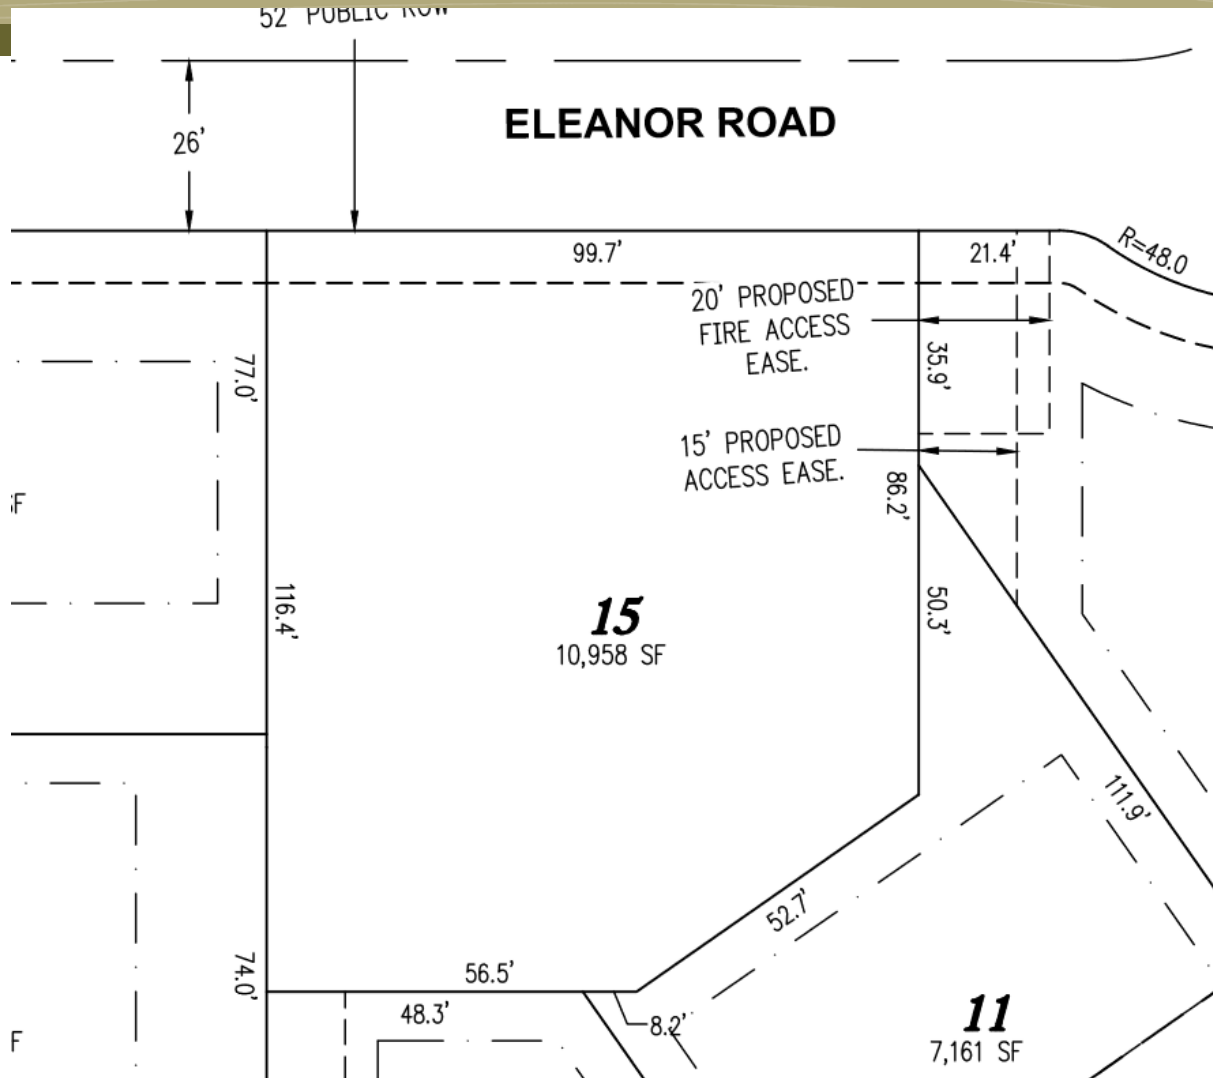 52' PUBLIC ROW
26'
ELEANOR ROAD
99.7'
21.4'
R=48.0
20' PROPOSED
FIRE ACCESS
EASE.
77.0'
35.9'
15' PROPOSED
ACCESS EASE.
86.2'
SF
116.4'
50.3'
15
10,958 SF
111.9'
52.7'
74.0'
56.5'
48.3'
8.2'
11
7,161 SF
F